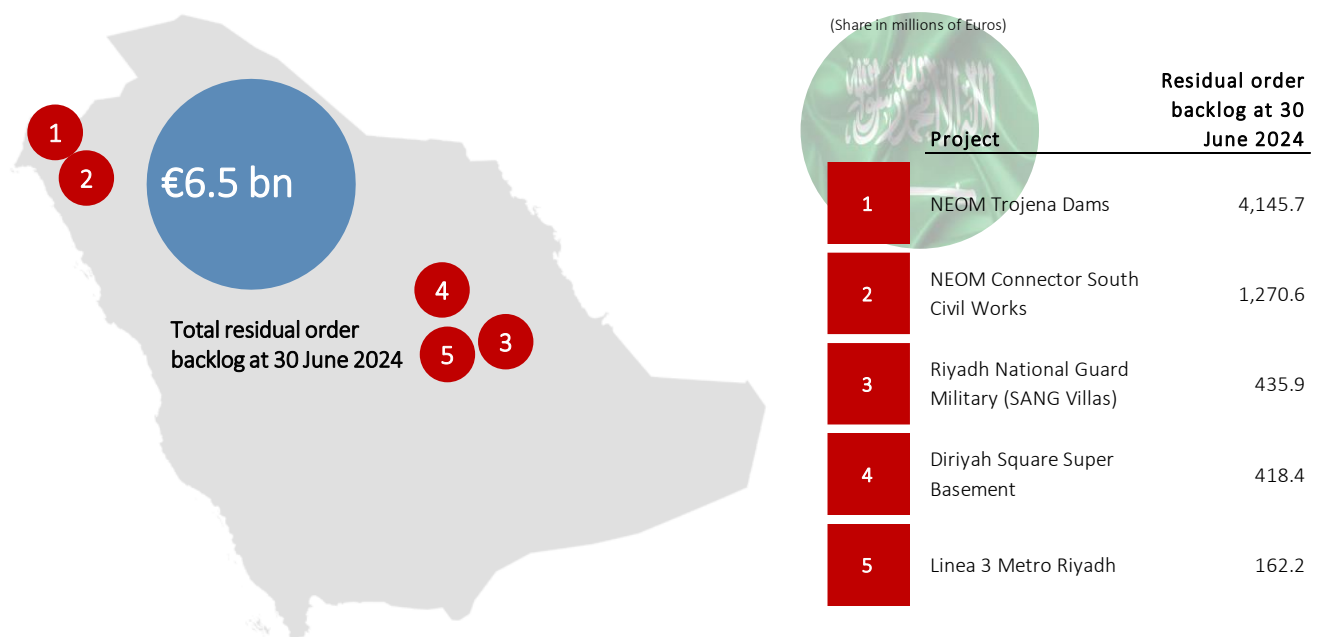 1
2
€6.5 bn
4
3
5
Total residual order
backlog at 30 June 2024
(Share in millions of Euros)
Project
Residual order
backlog at 30
June 2024
1
NEOM Trojena Dams
4,145.7
2
NEOM Connector South
Civil Works
1,270.6
3
Riyadh National Guard
Military (SANG Villas)
435.9
4
Diriyah Square Super
Basement
418.4
5
Linea 3 Metro Riyadh
162.2